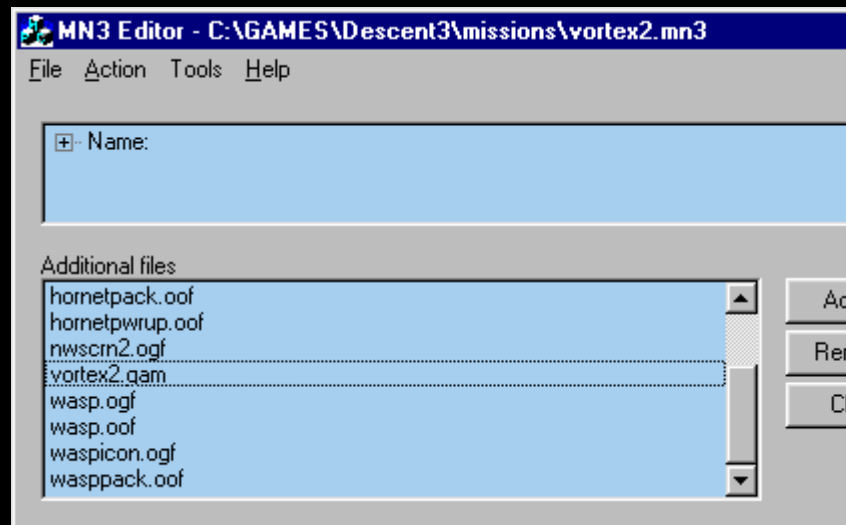 MN3 Editor - C:\GAMES\Descent3\missions\vortex2.mn3
File Action Tools Help
Name:
Additional files
hornetpack.oof
hornetpwrup.oof
nwscrn2.ogf
vortex2.gam
wasp.ogf
wasp.oof
waspicon.ogf
wasppack.oof